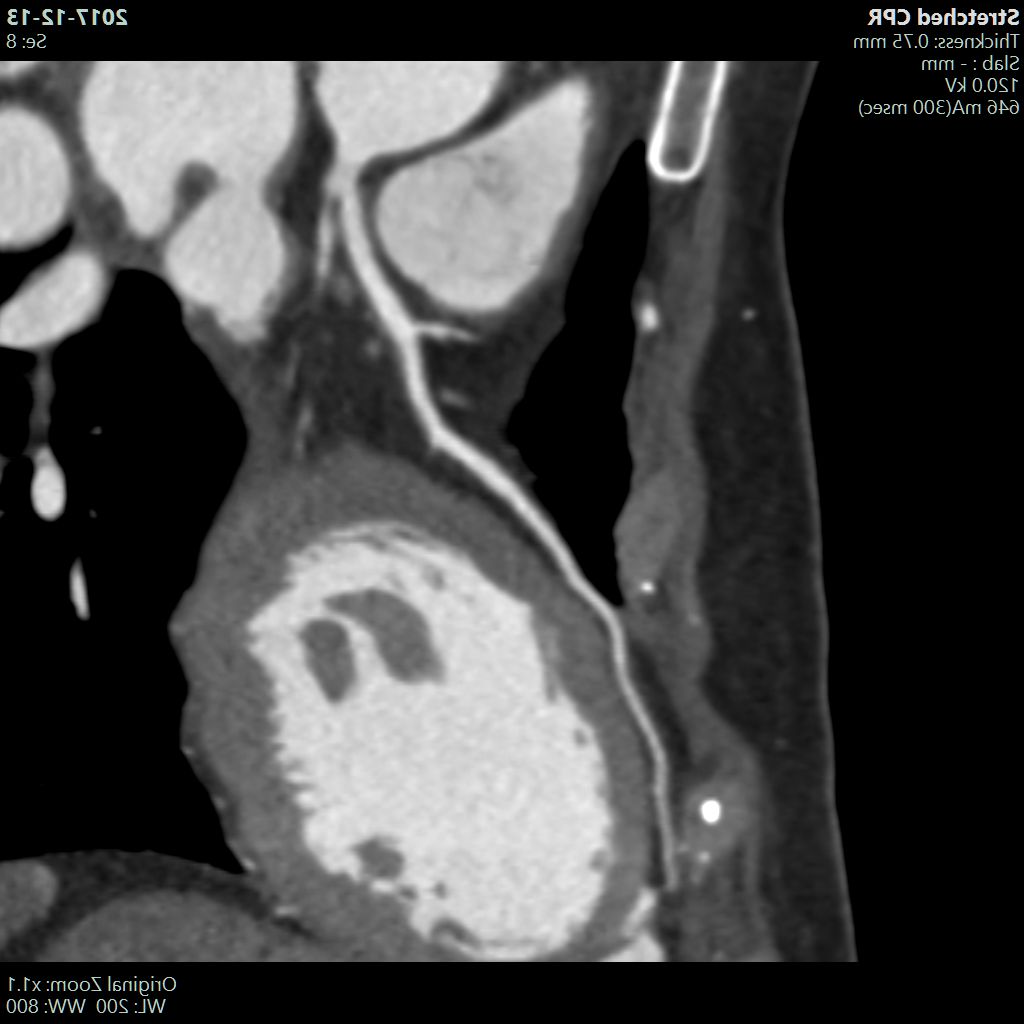 Stretched CPR
Thickness: 0.75 mm
Slab : - mm
120.0 kV
646 mA(300 msec)
2017-12-13
Se: 8
Original Zoom: x1.1
WL: 200 WW: 800